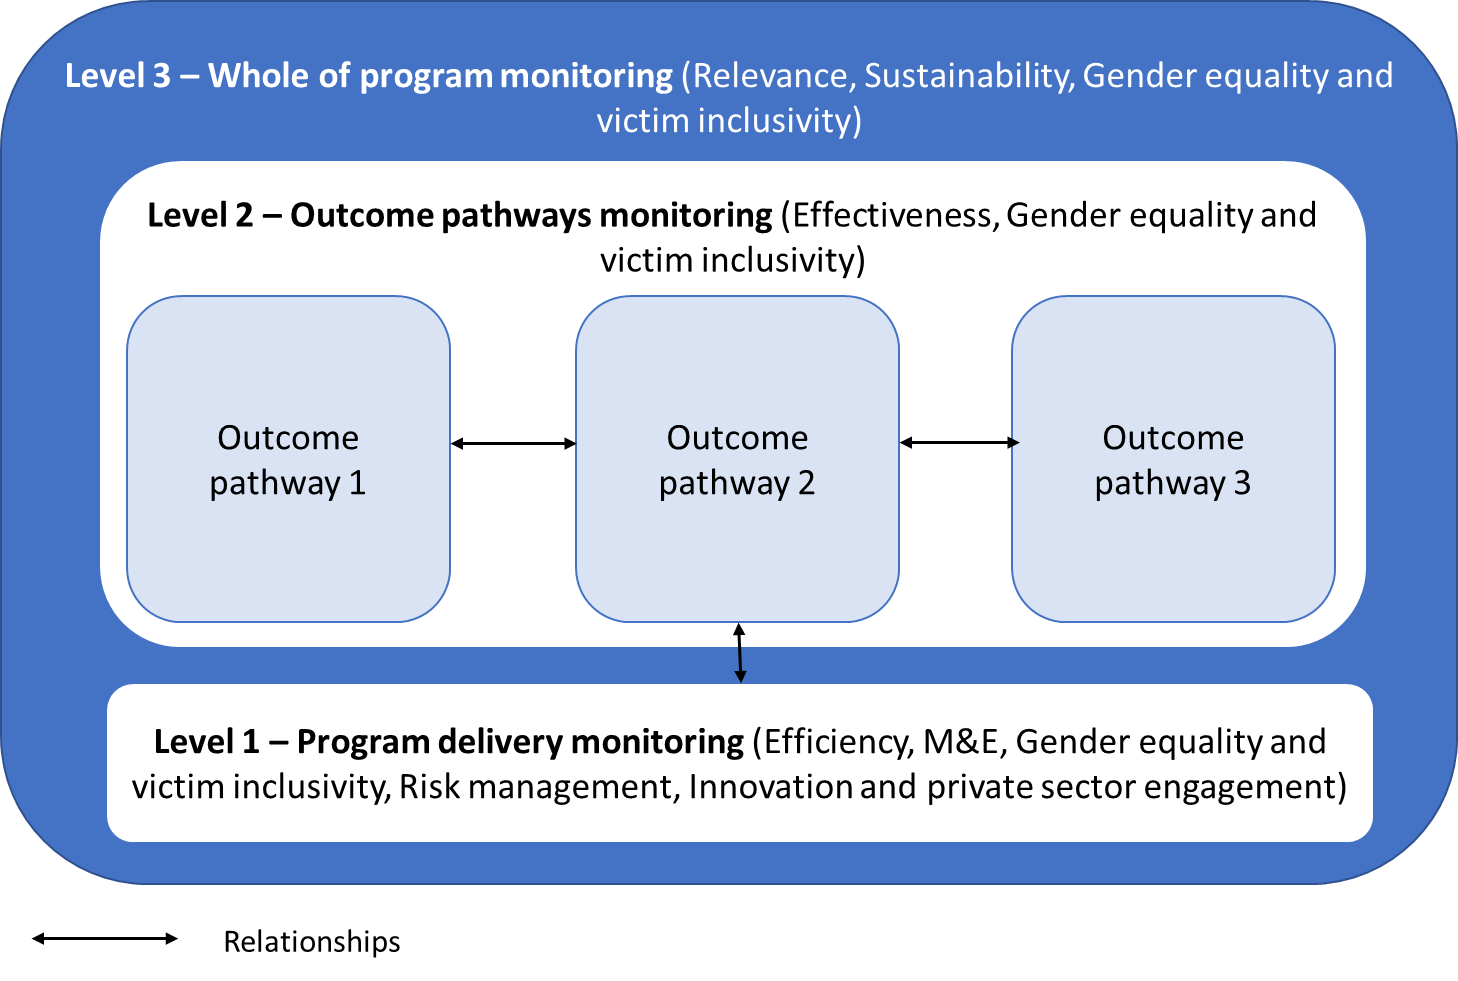 Level 3 – Whole of program monitoring (Relevance, Sustainability, Gender equality and
victim inclusivity)
Level 2 – Outcome pathways monitoring (Effectiveness, Gender equality and
victim inclusivity)
Outcome
pathway 1
Outcome
pathway 2
Outcome
pathway 3
Level 1 – Program delivery monitoring (Efficiency, M&E, Gender equality and
victim inclusivity, Risk management, Innovation and private sector engagement)
Relationships